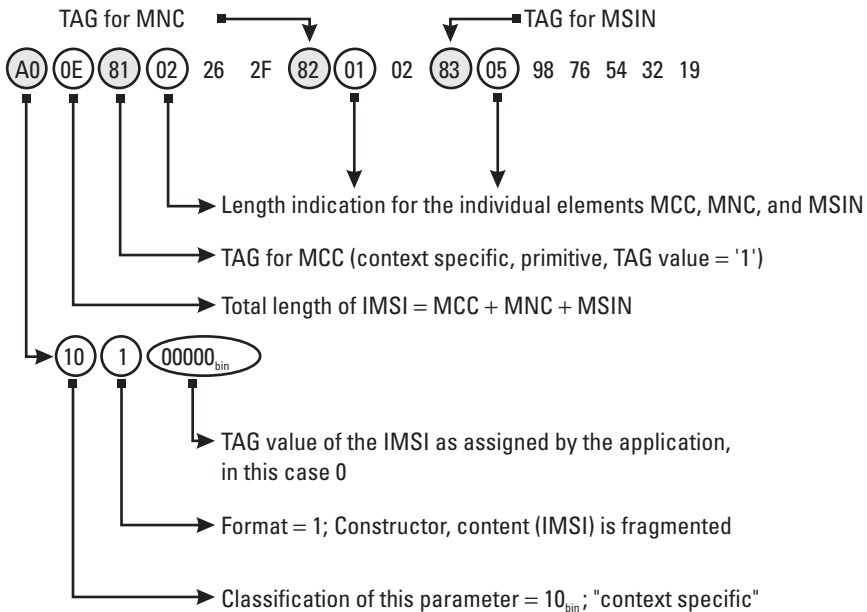 TAG for MNC TAG for MSIN
A0 0E 81 02 26 2F 82 01 02 83 05 98 76 54 32 19
Length indication for the individual elements MCC, MNC, and MSIN
TAG for MCC (context specific, primitive, TAG value = '1')
Total length of IMSI = MCC + MNC + MSIN
10 1 00000bin
TAG value of the IMSI as assigned by the application,
in this case 0
Format = 1; Constructor, content (IMSI) is fragmented
Classification of this parameter = 10bin; "context specific"